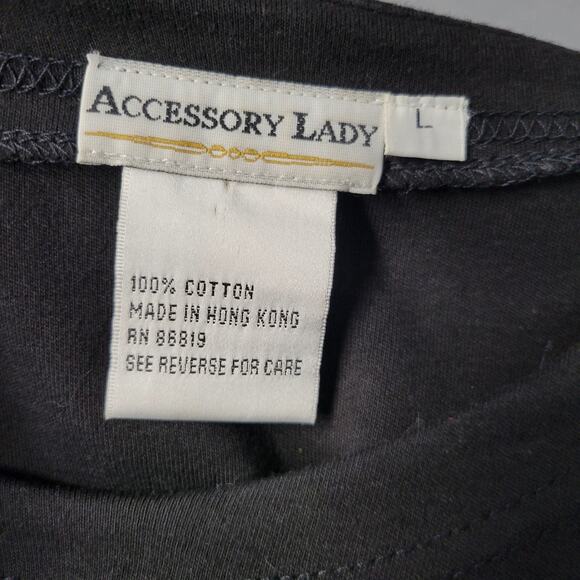 ACCESSORY LADY
L
100% COTTON
MADE IN HONG KONG
RN 86819
SEE REVERSE FOR CARE